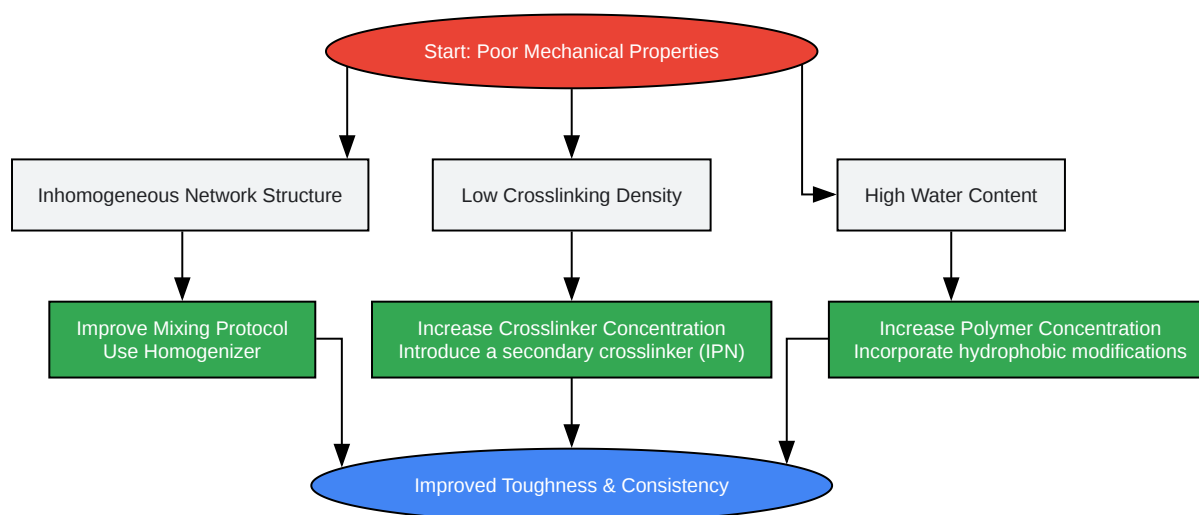 Start: Poor Mechanical Properties
Inhomogeneous Network Structure
Low Crosslinking Density
High Water Content
Improve Mixing Protocol
Use Homogenizer
Increase Crosslinker Concentration
Introduce a secondary crosslinker (IPN)
Increase Polymer Concentration
Incorporate hydrophobic modifications
Improved Toughness & Consistency